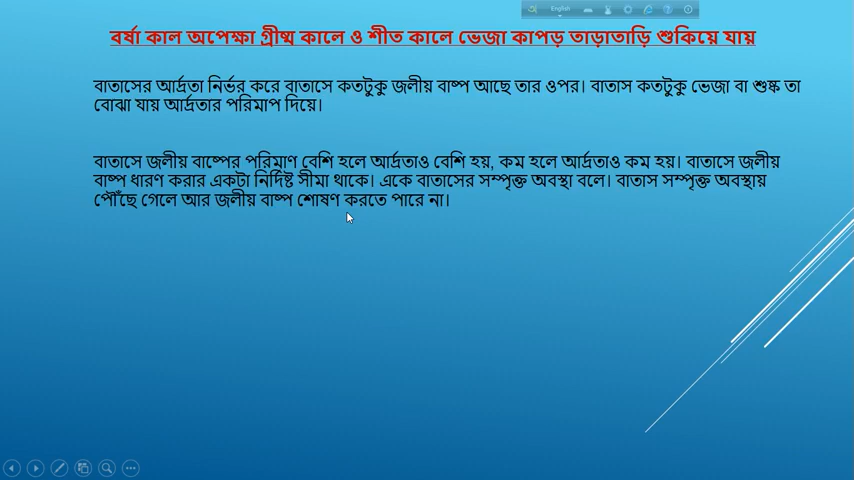 English
বর্ষা কাল অপেক্ষা গ্রীষ্ম কালে ও শীত কালে ভেজা কাপড় তাড়াতাড়ি শুকিয়ে যায়
বাতাসের আর্দ্রতা নির্ভর করে বাতাসে কতটুকু জলীয় বাষ্প আছে তার ওপর। বাতাস কতটুকু ভেজা বা শুষ্ক তা
বোঝা যায় আর্দ্রতার পরিমাপ দিয়ে।
বাতাসে জলীয় বাষ্পের পরিমাণ বেশি হলে আর্দ্রতাও বেশি হয়, কম হলে আর্দ্রতাও কম হয়। বাতাসে জলীয়
বাষ্প ধারণ করার একটা নির্দিষ্ট সীমা থাকে। একে বাতাসের সম্পৃক্ত অবস্থা বলে। বাতাস সম্পৃক্ত অবস্থায়
পৌঁছে গেলে আর জলীয় বাষ্প শোষণ করতে পারে না।